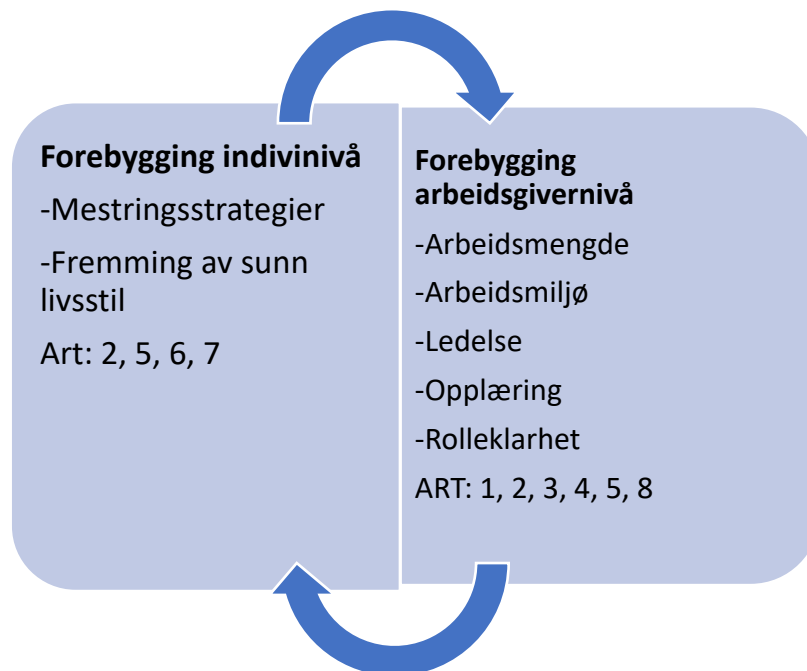 Forebygging indivinivå
-Mestringsstrategier
-Fremming av sunn
livsstil
Art: 2, 5, 6, 7
Forebygging
arbeidsgivernivå
-Arbeidsmengde
-Arbeidsmiljø
-Ledelse
-Opplæring
-Rolleklarhet
ART: 1, 2, 3, 4, 5, 8